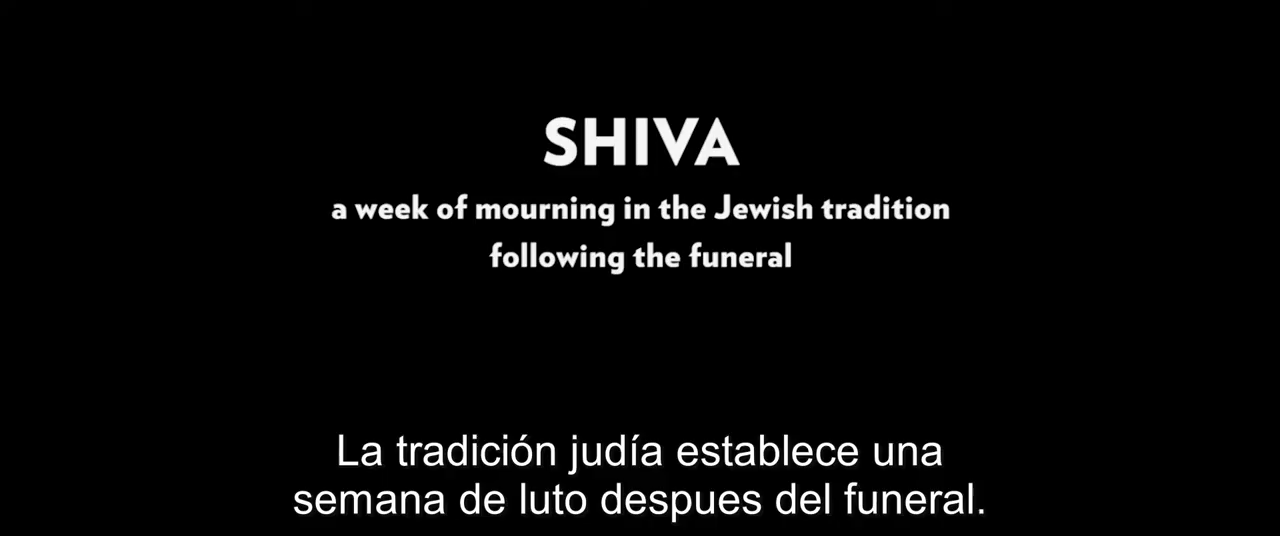 SHIVA
a week of mourning in the Jewish tradition
following the funeral
La tradición judía establece una
semana de luto despues del funeral.